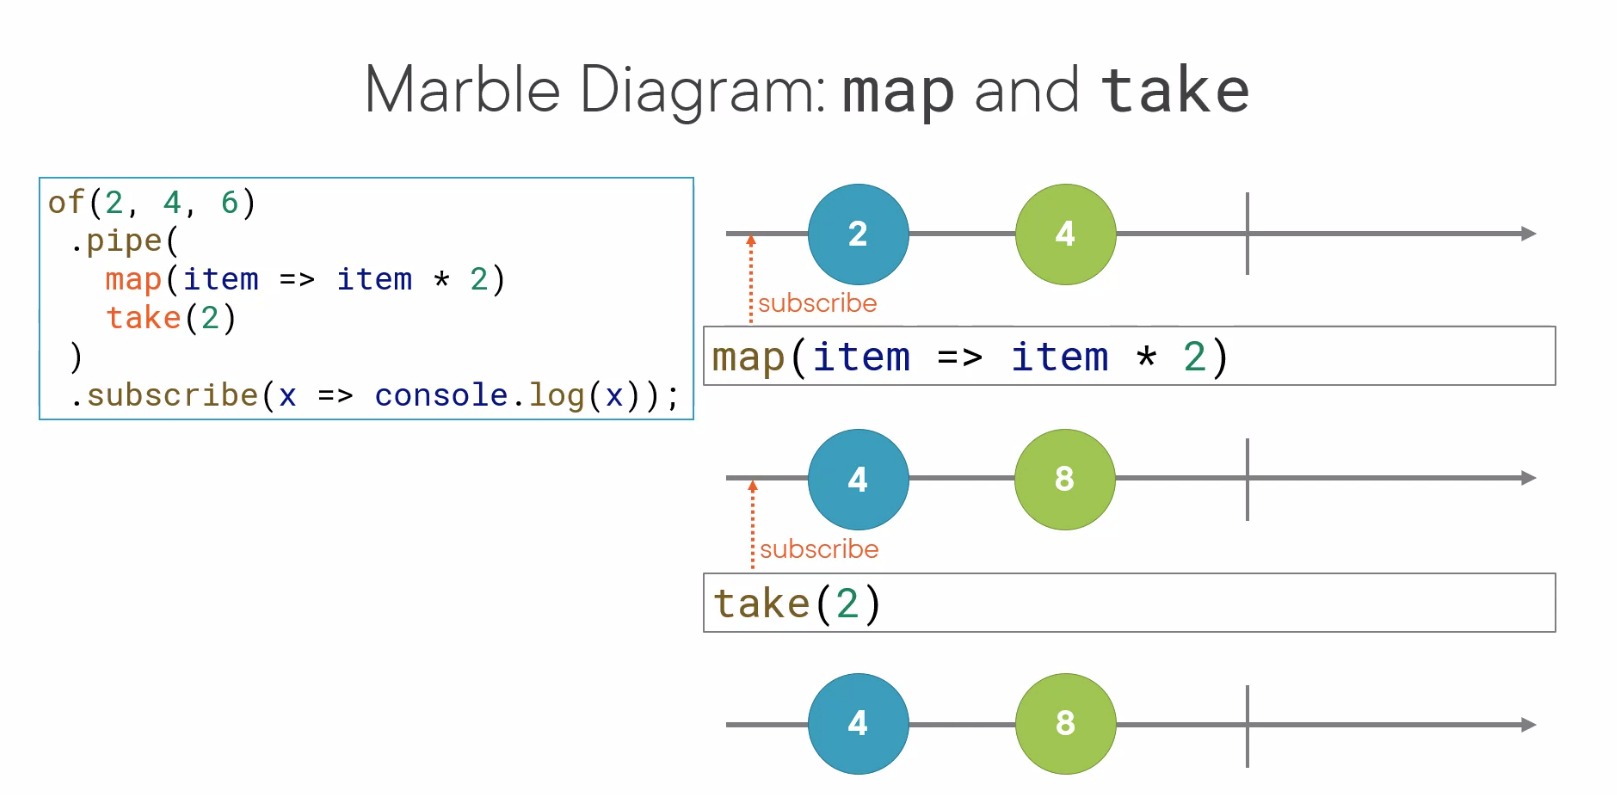 Marble Diagram: map and take
of(2, 4, 6)
.pipe(
map(item => item * 2)
take(2)
)
.subscribe(x => console.log(x));
2 4
subscribe
map(item => item * 2)
4 8
subscribe
take(2)
4 8